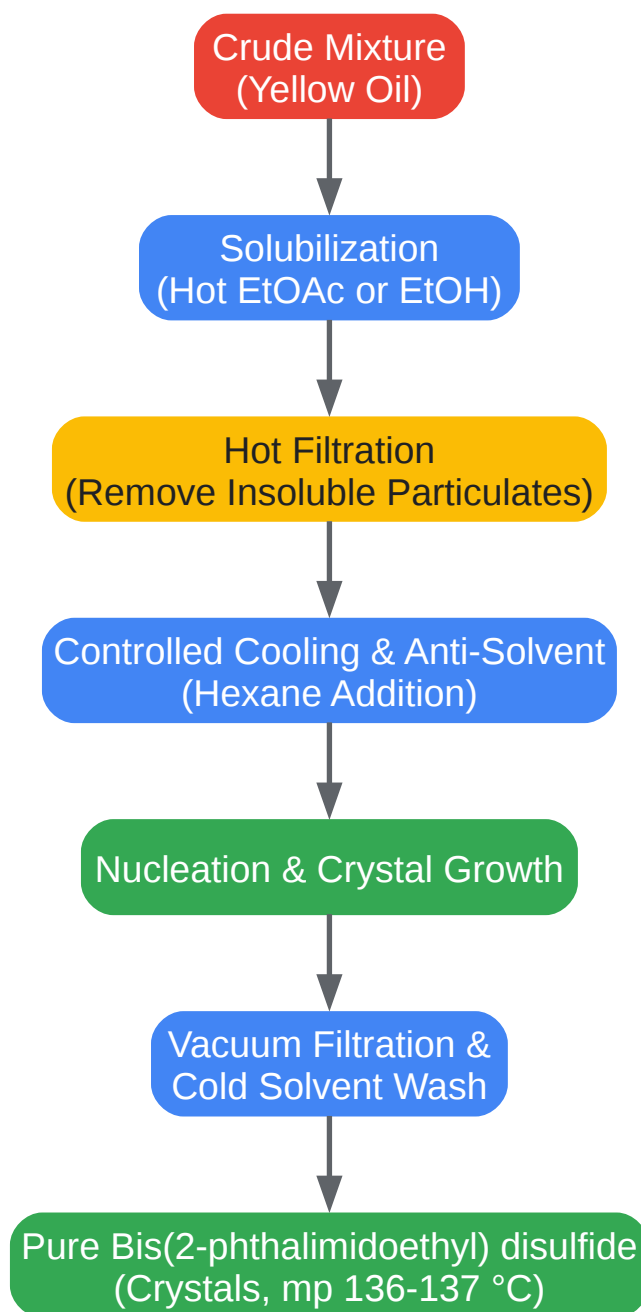 Crude Mixture
(Yellow Oil)
Solubilization
(Hot EtOAc or EtOH)
Hot Filtration
(Remove Insoluble Particulates)
Controlled Cooling & Anti-Solvent
(Hexane Addition)
Nucleation & Crystal Growth
Vacuum Filtration &
Cold Solvent Wash
Pure Bis(2-phthalimidoethyl) disulfide
(Crystals, mp 136-137 °C)